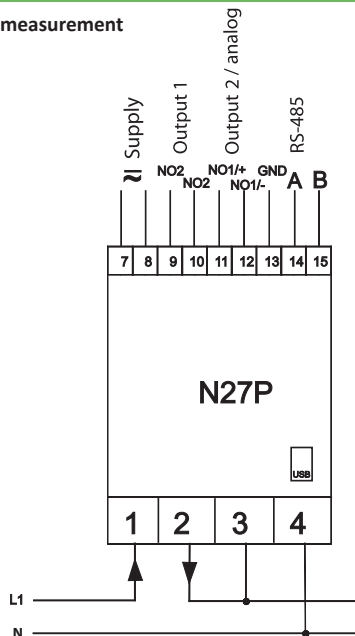 measurement
Supply
Output 1
Output 2 / analog
RS-485
≂
NO2
NO2
NO1/+
NO1/-
GND
A B
7 8 9 10 11 12 13 14 15
N27P
USB
1 2 3 4
L1
N